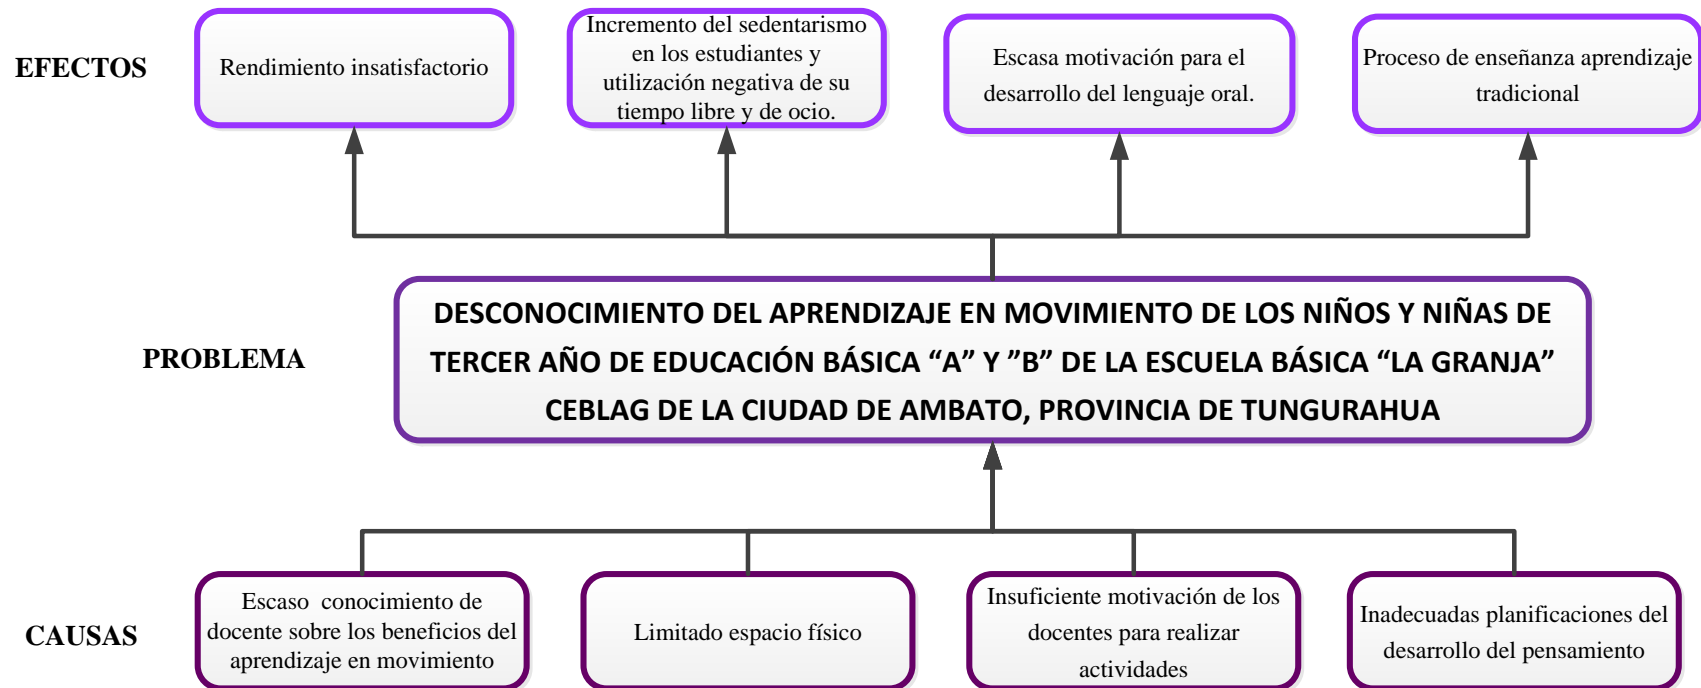 EFECTOS
Rendimiento insatisfactorio
Incremento del sedentarismo
en los estudiantes y
utilización negativa de su
tiempo libre y de ocio.
Escasa motivación para el
desarrollo del lenguaje oral.
Proceso de enseñanza aprendizaje
tradicional
PROBLEMA
DESCONOCIMIENTO DEL APRENDIZAJE EN MOVIMIENTO DE LOS NIÑOS Y NIÑAS DE
TERCER AÑO DE EDUCACIÓN BÁSICA “A” Y ”B” DE LA ESCUELA BÁSICA “LA GRANJA”
CEBLAG DE LA CIUDAD DE AMBATO, PROVINCIA DE TUNGURAHUA
CAUSAS
Escaso conocimiento de
docente sobre los beneficios del
aprendizaje en movimiento
Limitado espacio físico
Insuficiente motivación de los
docentes para realizar
actividades
Inadecuadas planificaciones del
desarrollo del pensamiento